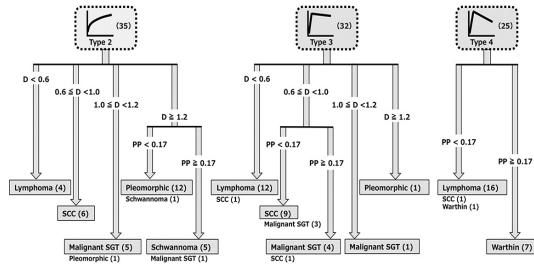 (35)
Type 2
(32)
Type 3
(25)
Type 4
D < 0.6
0.6 ≦ D <1.0
1.0 ≦ D <1.2
D ≧ 1.2
PP < 0.17
PP ≧ 0.17
Lymphoma (4)
SCC (6)
Malignant SGT (5)
Pleomorphic (1)
Pleomorphic (12)
Schwannoma (1)
Schwannoma (5)
Malignant SGT (1)
D < 0.6
0.6 ≦ D <1.0
1.0 ≦ D <1.2
D ≧ 1.2
PP < 0.17
PP ≧ 0.17
Lymphoma (12)
SCC (1)
SCC (9)
Malignant SGT (3)
Malignant SGT (4)
SCC (1)
Malignant SGT (1)
Pleomorphic (1)
PP < 0.17
PP ≧ 0.17
Lymphoma (16)
SCC (1)
Warthin (1)
Warthin (7)